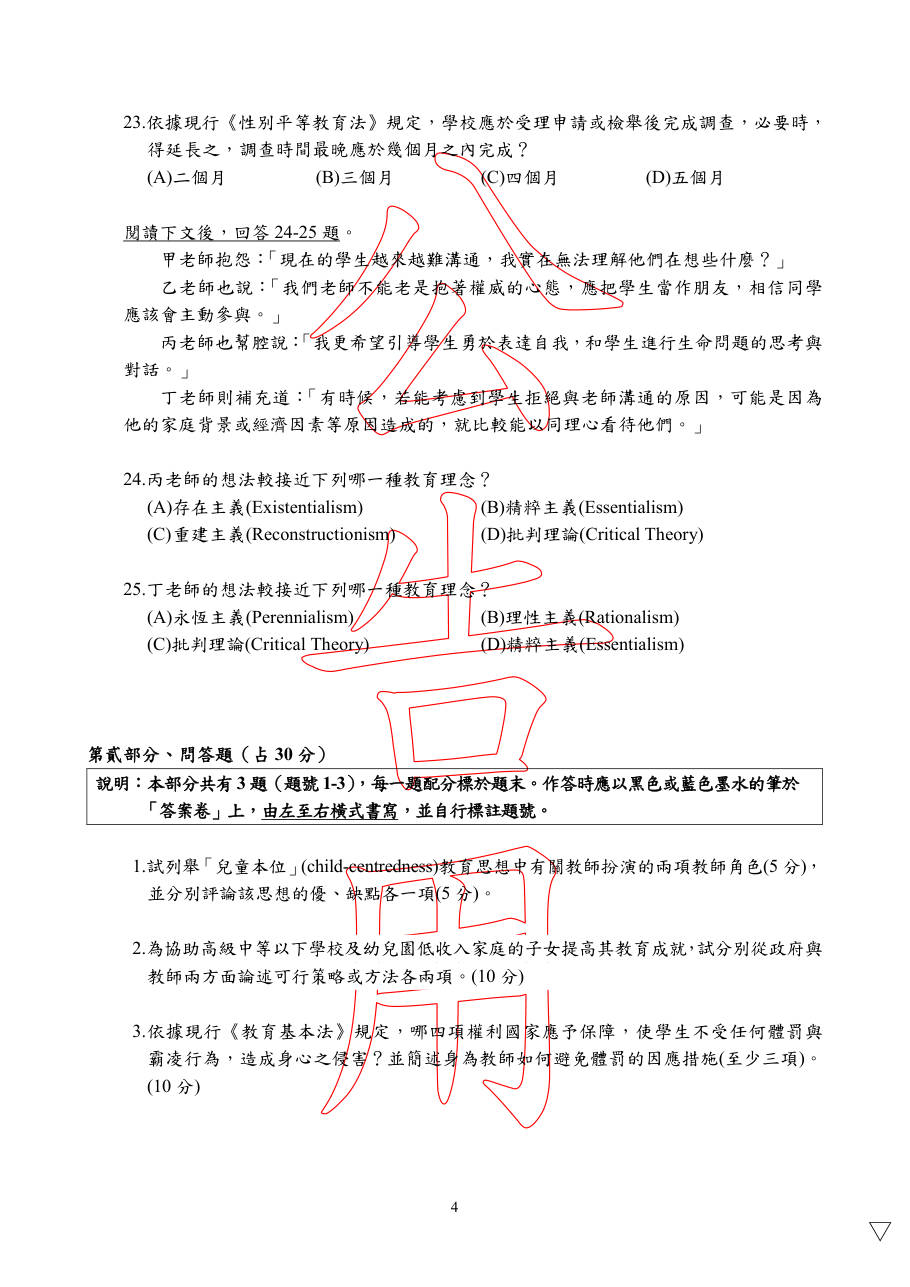 23.依據現行《性別平等教育法》規定，學校應於受理申請或檢舉後完成調查，必要時，
得延長之，調查時間最晚應於幾個月之內完成？
(A)二個月 (B)三個月 (C)四個月 (D)五個月
閱讀下文後，回答 24-25 題。
甲老師抱怨：「現在的學生越來越難溝通，我實在無法理解他們在想些什麼？」
乙老師也說：「我們老師不能老是抱著權威的心態，應把學生當作朋友，相信同學
應該會主動參與。」
丙老師也幫腔說：「我更希望引導學生勇於表達自我，和學生進行生命問題的思考與
對話。」
丁老師則補充道：「有時候，若能考慮到學生拒絕與老師溝通的原因，可能是因為
他的家庭背景或經濟因素等原因造成的，就比較能以同理心看待他們。」
24.丙老師的想法較接近下列哪一種教育理念？
(A)存在主義(Existentialism) (B)精粹主義(Essentialism)
(C)重建主義(Reconstructionism) (D)批判理論(Critical Theory)
25.丁老師的想法較接近下列哪一種教育理念？
(A)永恆主義(Perennialism) (B)理性主義(Rationalism)
(C)批判理論(Critical Theory) (D)精粹主義(Essentialism)
第貳部分、問答題（占 30 分）
說明：本部分共有 3 題（題號 1-3），每一題配分標於題末。作答時應以黑色或藍色墨水的筆於
「答案卷」上，由左至右橫式書寫，並自行標註題號。
1.試列舉「兒童本位」(child-centredness)教育思想中有關教師扮演的兩項教師角色(5 分)，
並分別評論該思想的優、缺點各一項(5 分)。
2.為協助高級中等以下學校及幼兒園低收入家庭的子女提高其教育成就，試分別從政府與
教師兩方面論述可行策略或方法各兩項。(10 分)
3.依據現行《教育基本法》規定，哪四項權利國家應予保障，使學生不受任何體罰與
霸凌行為，造成身心之侵害？並簡述身為教師如何避免體罰的因應措施(至少三項)。
(10 分)
公告用
4